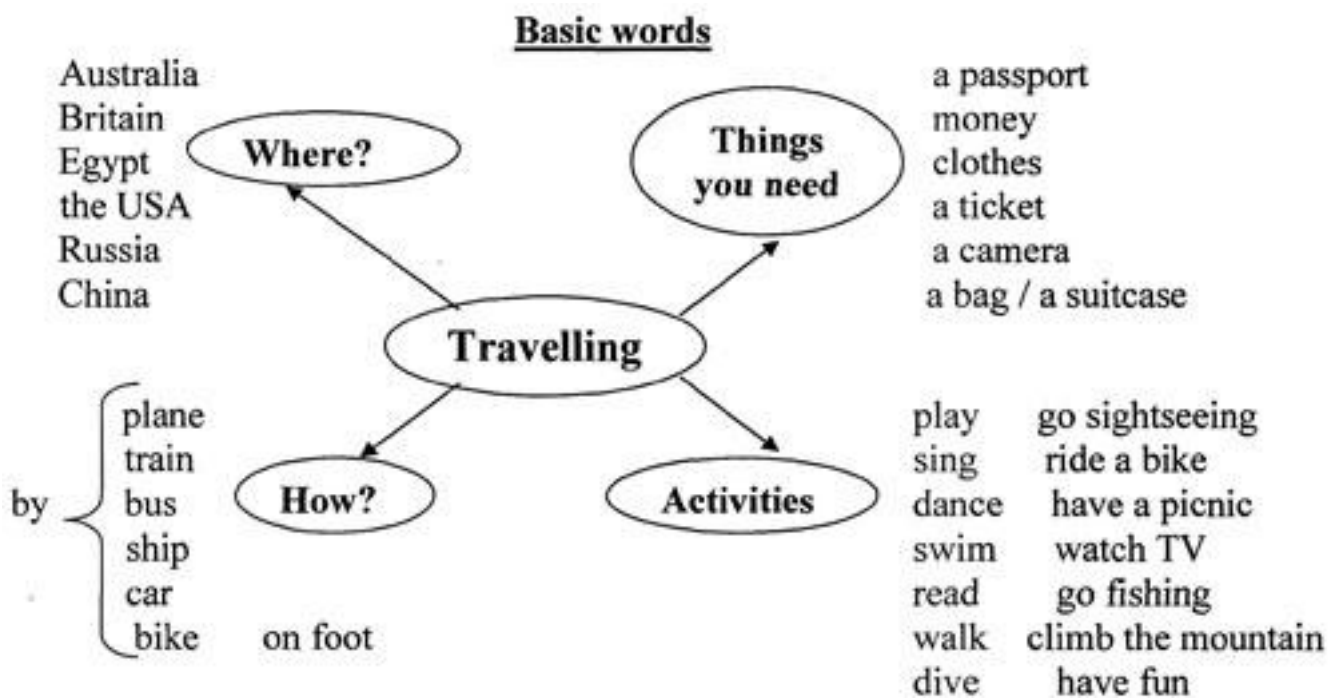 Basic words
Australia
Britain
Egypt
the USA
Russia
China
Where?
Things
you need
a passport
money
clothes
a ticket
a camera
a bag / a suitcase
Travelling
by
plane
train
bus
ship
car
bike on foot
How?
Activities
play go sightseeing
sing ride a bike
dance have a picnic
swim watch TV
read go fishing
walk climb the mountain
dive have fun